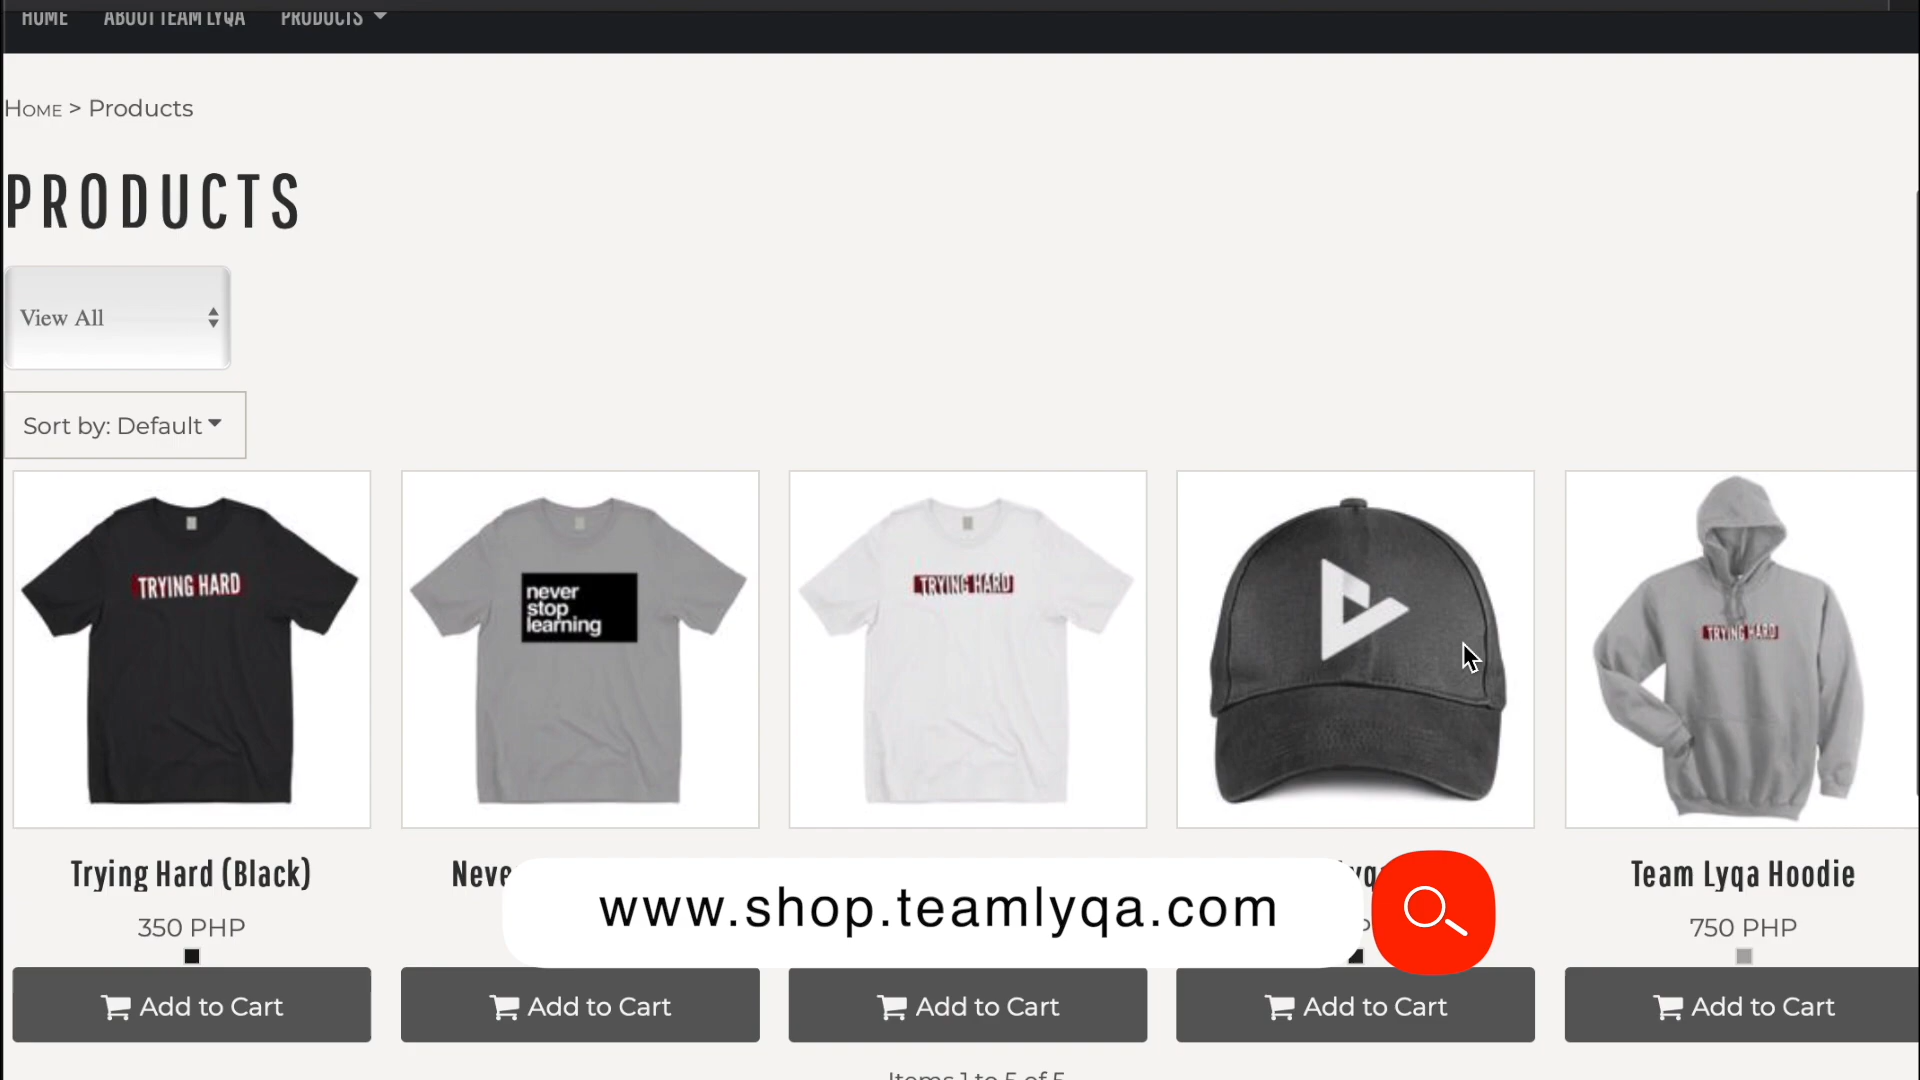 HOME ABOUT TEAM LYQA PRODUCTS
HOME > Products
PRODUCTS
View All
Sort by: Default
TRYING HARD
never
stop
learning
TRYING HARD
TRYING HARD
Trying Hard (Black)
Team Lyqa Hoodie
350 PHP
750 PHP
www.shop.teamlyqa.com
Add to Cart
Add to Cart
Add to Cart
Add to Cart
Add to Cart
Items 1 to 5 of 5